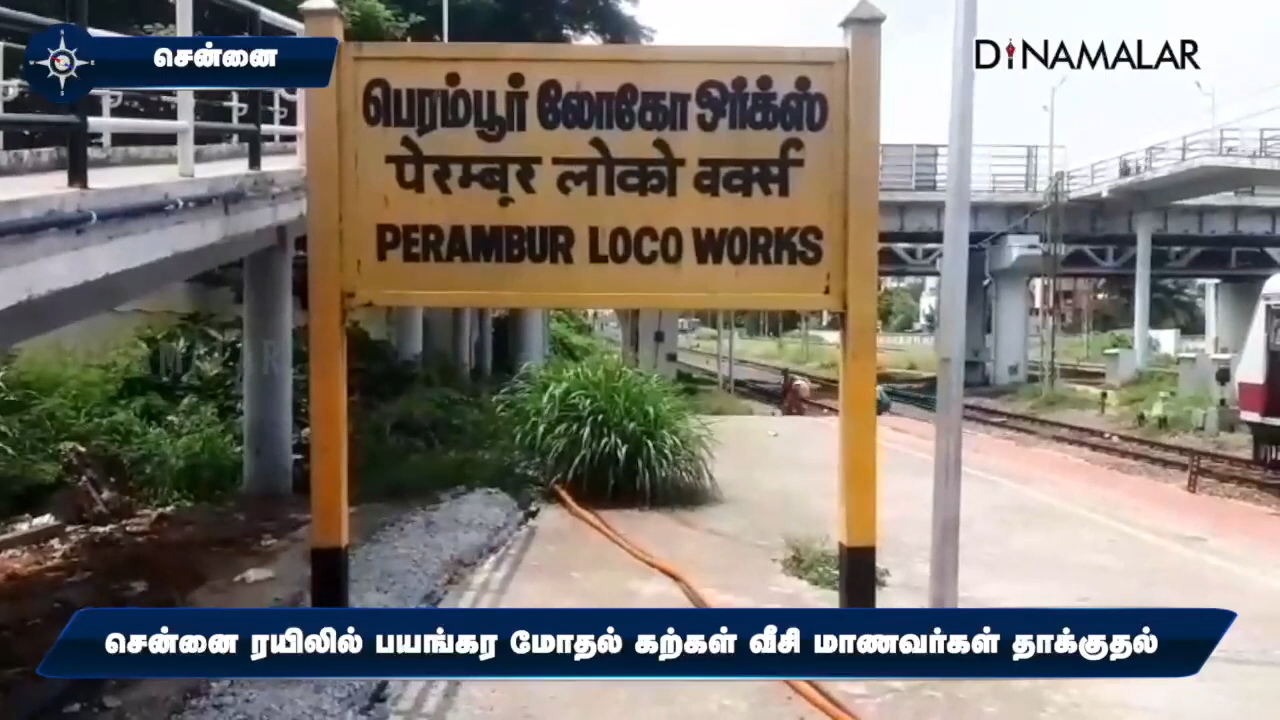 சென்னை
DINAMALAR
பெரம்பூர் லோகோ ஒர்க்ஸ்
पेरम्बूर लोको वर्क्स
PERAMBUR LOCO WORKS
சென்னை ரயிலில் பயங்கர மோதல் கற்கள் வீசி மாணவர்கள் தாக்குதல்